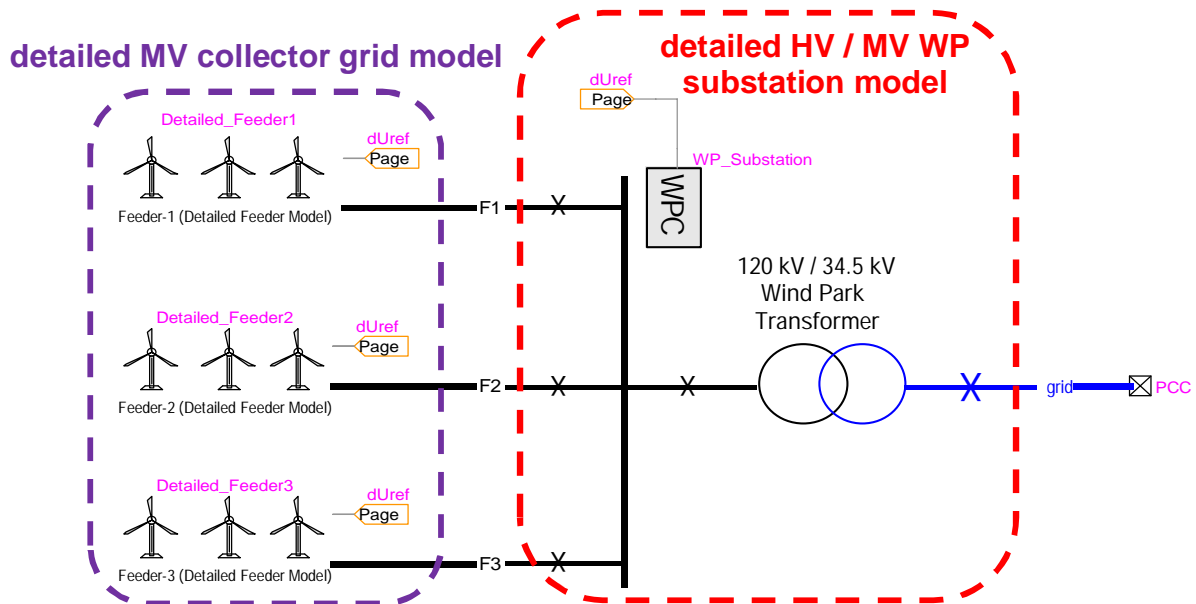 detailed MV collector grid model
detailed HV / MV WP
substation model
dUref
Page
Detailed_Feeder1
dUref
Page
WP_Substation
WPC
Feeder-1 (Detailed Feeder Model)
F1
X
120 kV / 34.5 kV
Wind Park
Transformer
Detailed_Feeder2
dUref
Page
Feeder-2 (Detailed Feeder Model)
F2
X
X
X
grid
PCC
Detailed_Feeder3
dUref
Page
Feeder-3 (Detailed Feeder Model)
F3
X